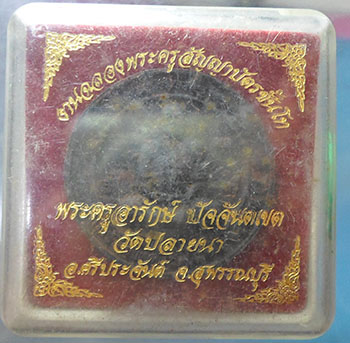 งานฉลองพระครูสัญญาบัตรชั้นโท
พระครูอารักษ์ ปัจจันตเขต
วัดปลายนา
อ.ศรีประจันต์ จ.สุพรรณบุรี